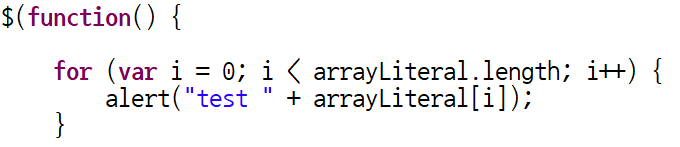 $(function() {
for (var i = 0; i < arrayLiteral.length; i++) {
alert("test " + arrayLiteral[i]);
}